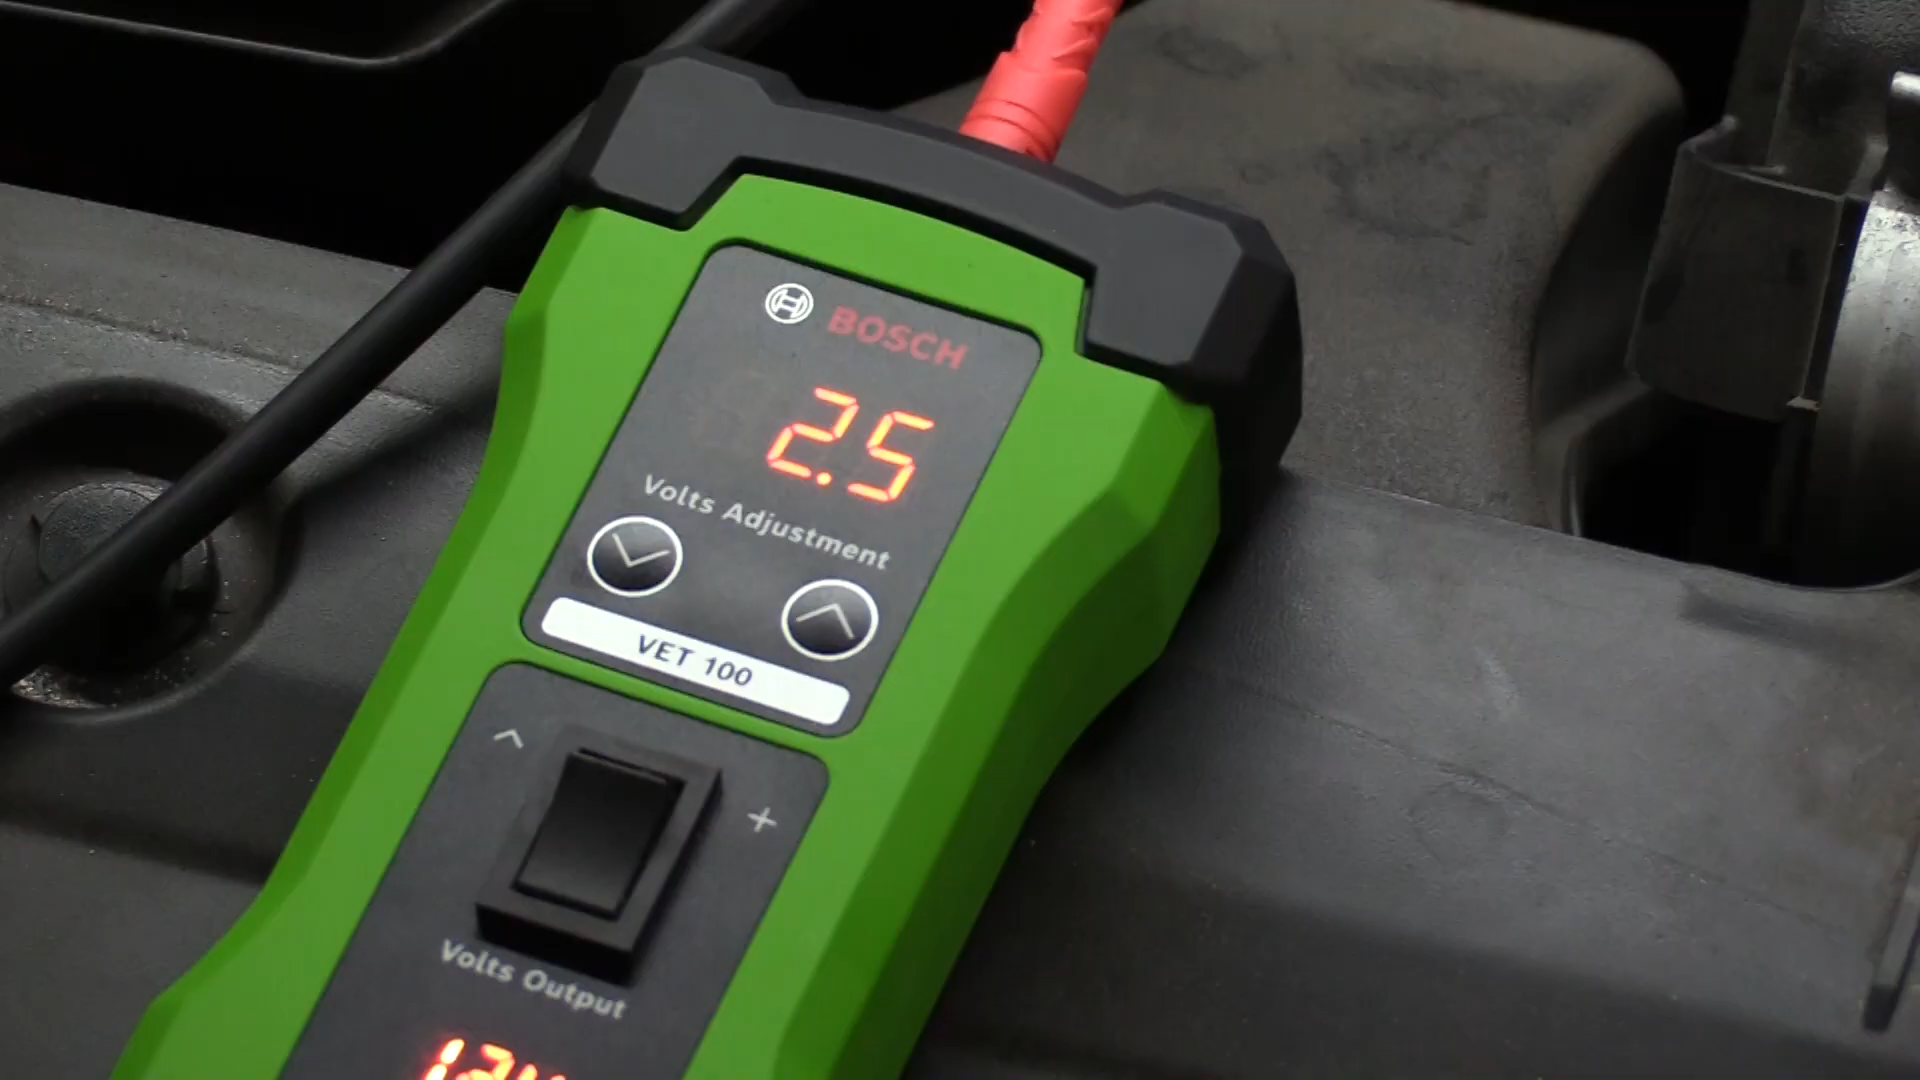 BOSCH
2.5
Volts Adjustment
VET 100
+
Volts Output